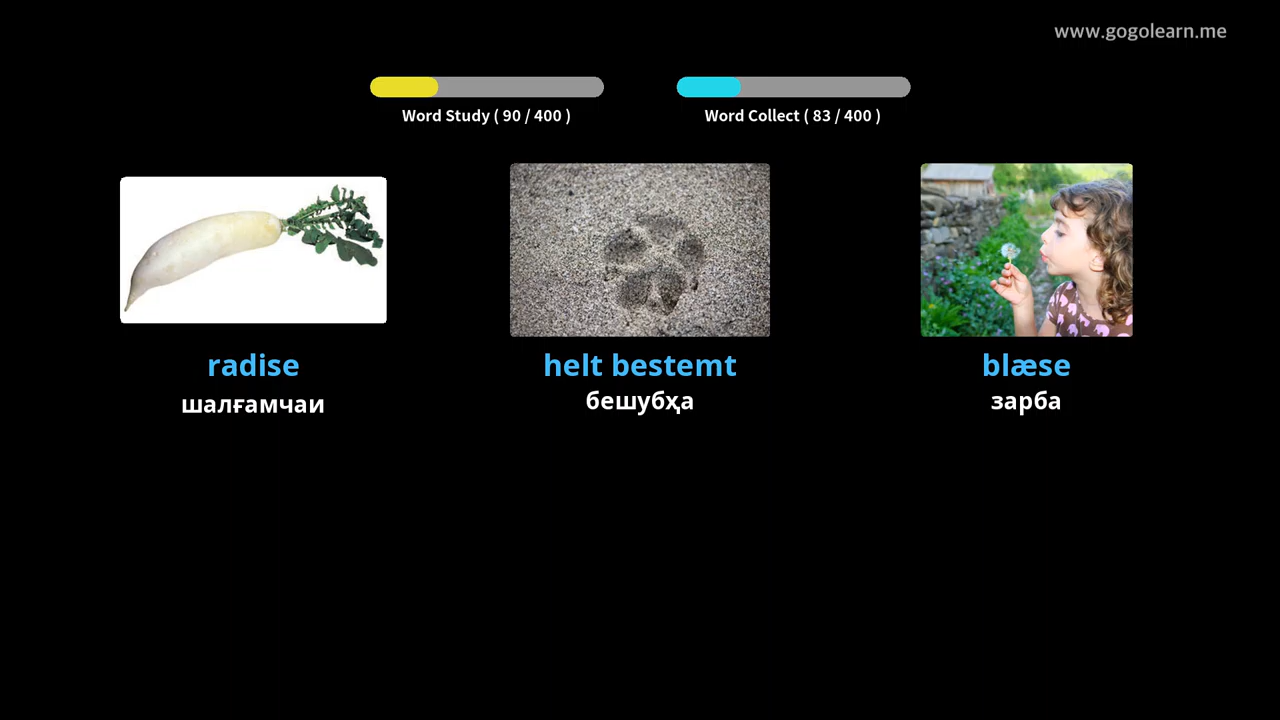 www.gogolearn.me
Word Study ( 90 / 400 )
Word Collect ( 83 / 400 )
radise
helt bestemt
blæse
шалғамчаи
бешубҳа
зарба